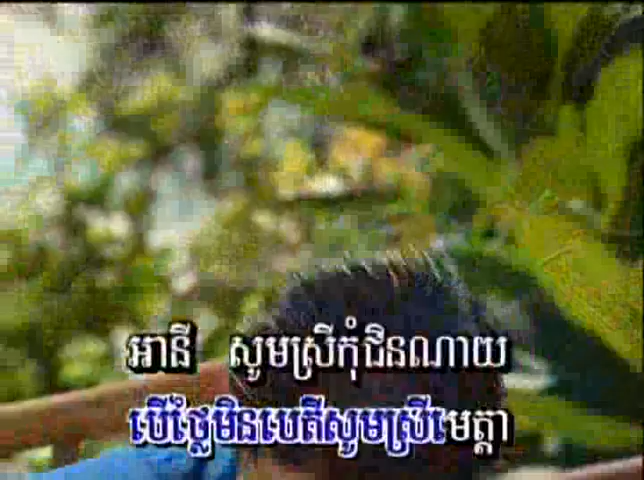 អានី សូមស្រីកុំជិនណាយ
បើថ្លៃមិនបេតីសូមស្រីមេត្តា